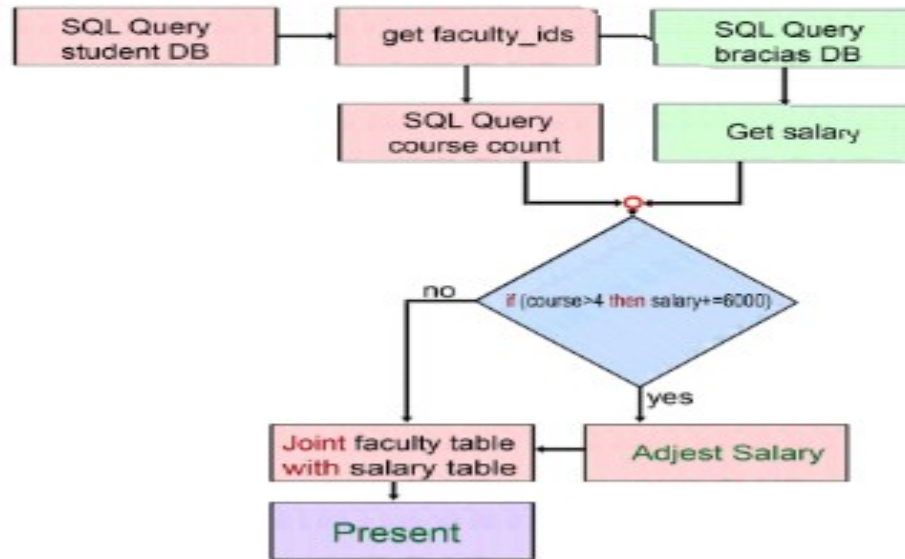 SQL Query
student DB
get faculty_ids
SQL Query
bracias DB
SQL Query
course count
Get salary
if (course>4 then salary+=6000)
no
yes
Joint faculty table
with salary table
Adjest Salary
Present